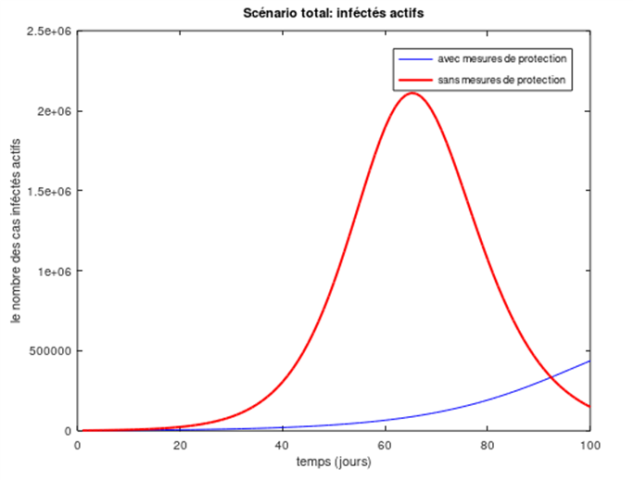 Scénario total: inféctés actifs
2.5e+06
2e+06
1.5e+06
1e+06
500000
0
le nombre des cas inféctés actifs
avec mesures de protection
sans mesures de protection
0 20 40 60 80 100
temps (jours)